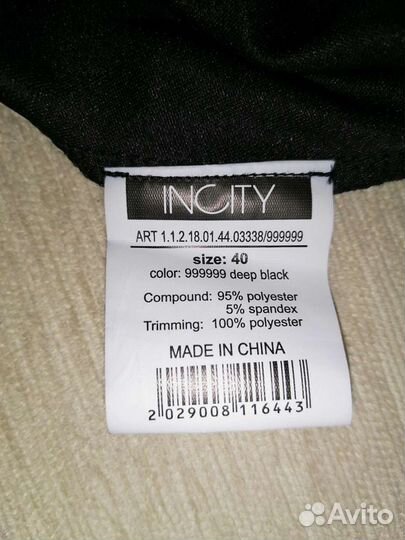 INCITY
ART 1.1.2.18.01.44.03338/999999
size: 40
color: 999999 deep black
Compound: 95% polyester
5% spandex
Trimming: 100% polyester
MADE IN CHINA
2 029008 116443
Avito